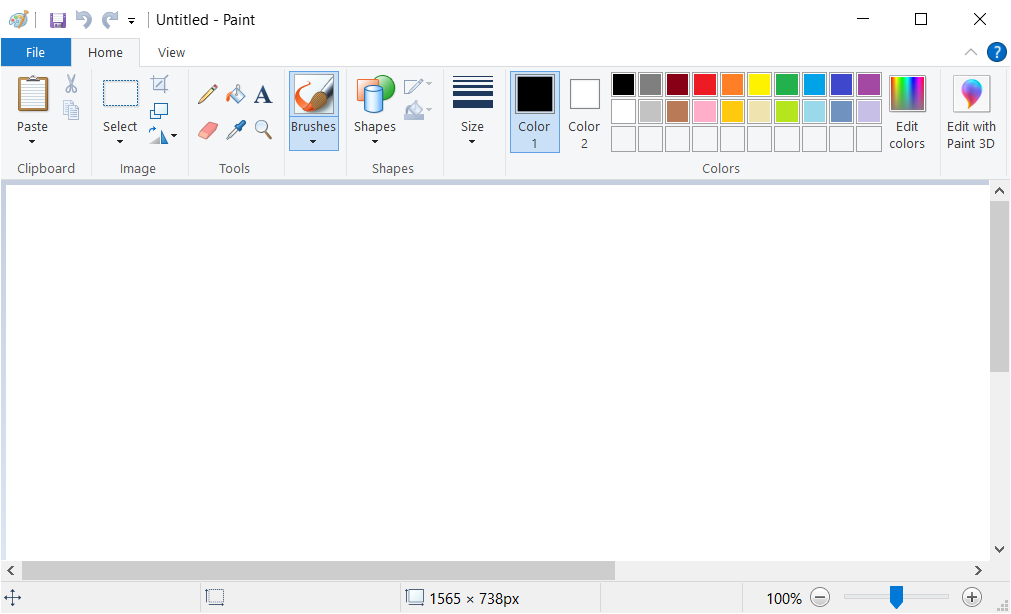 Untitled - Paint
File
Home
View
?
Paste
Select
A
Brushes
Shapes
Size
Color
1
Color
2
Edit
colors
Edit with
Paint 3D
Clipboard
Image
Tools
Shapes
Colors
1565 × 738px
100%